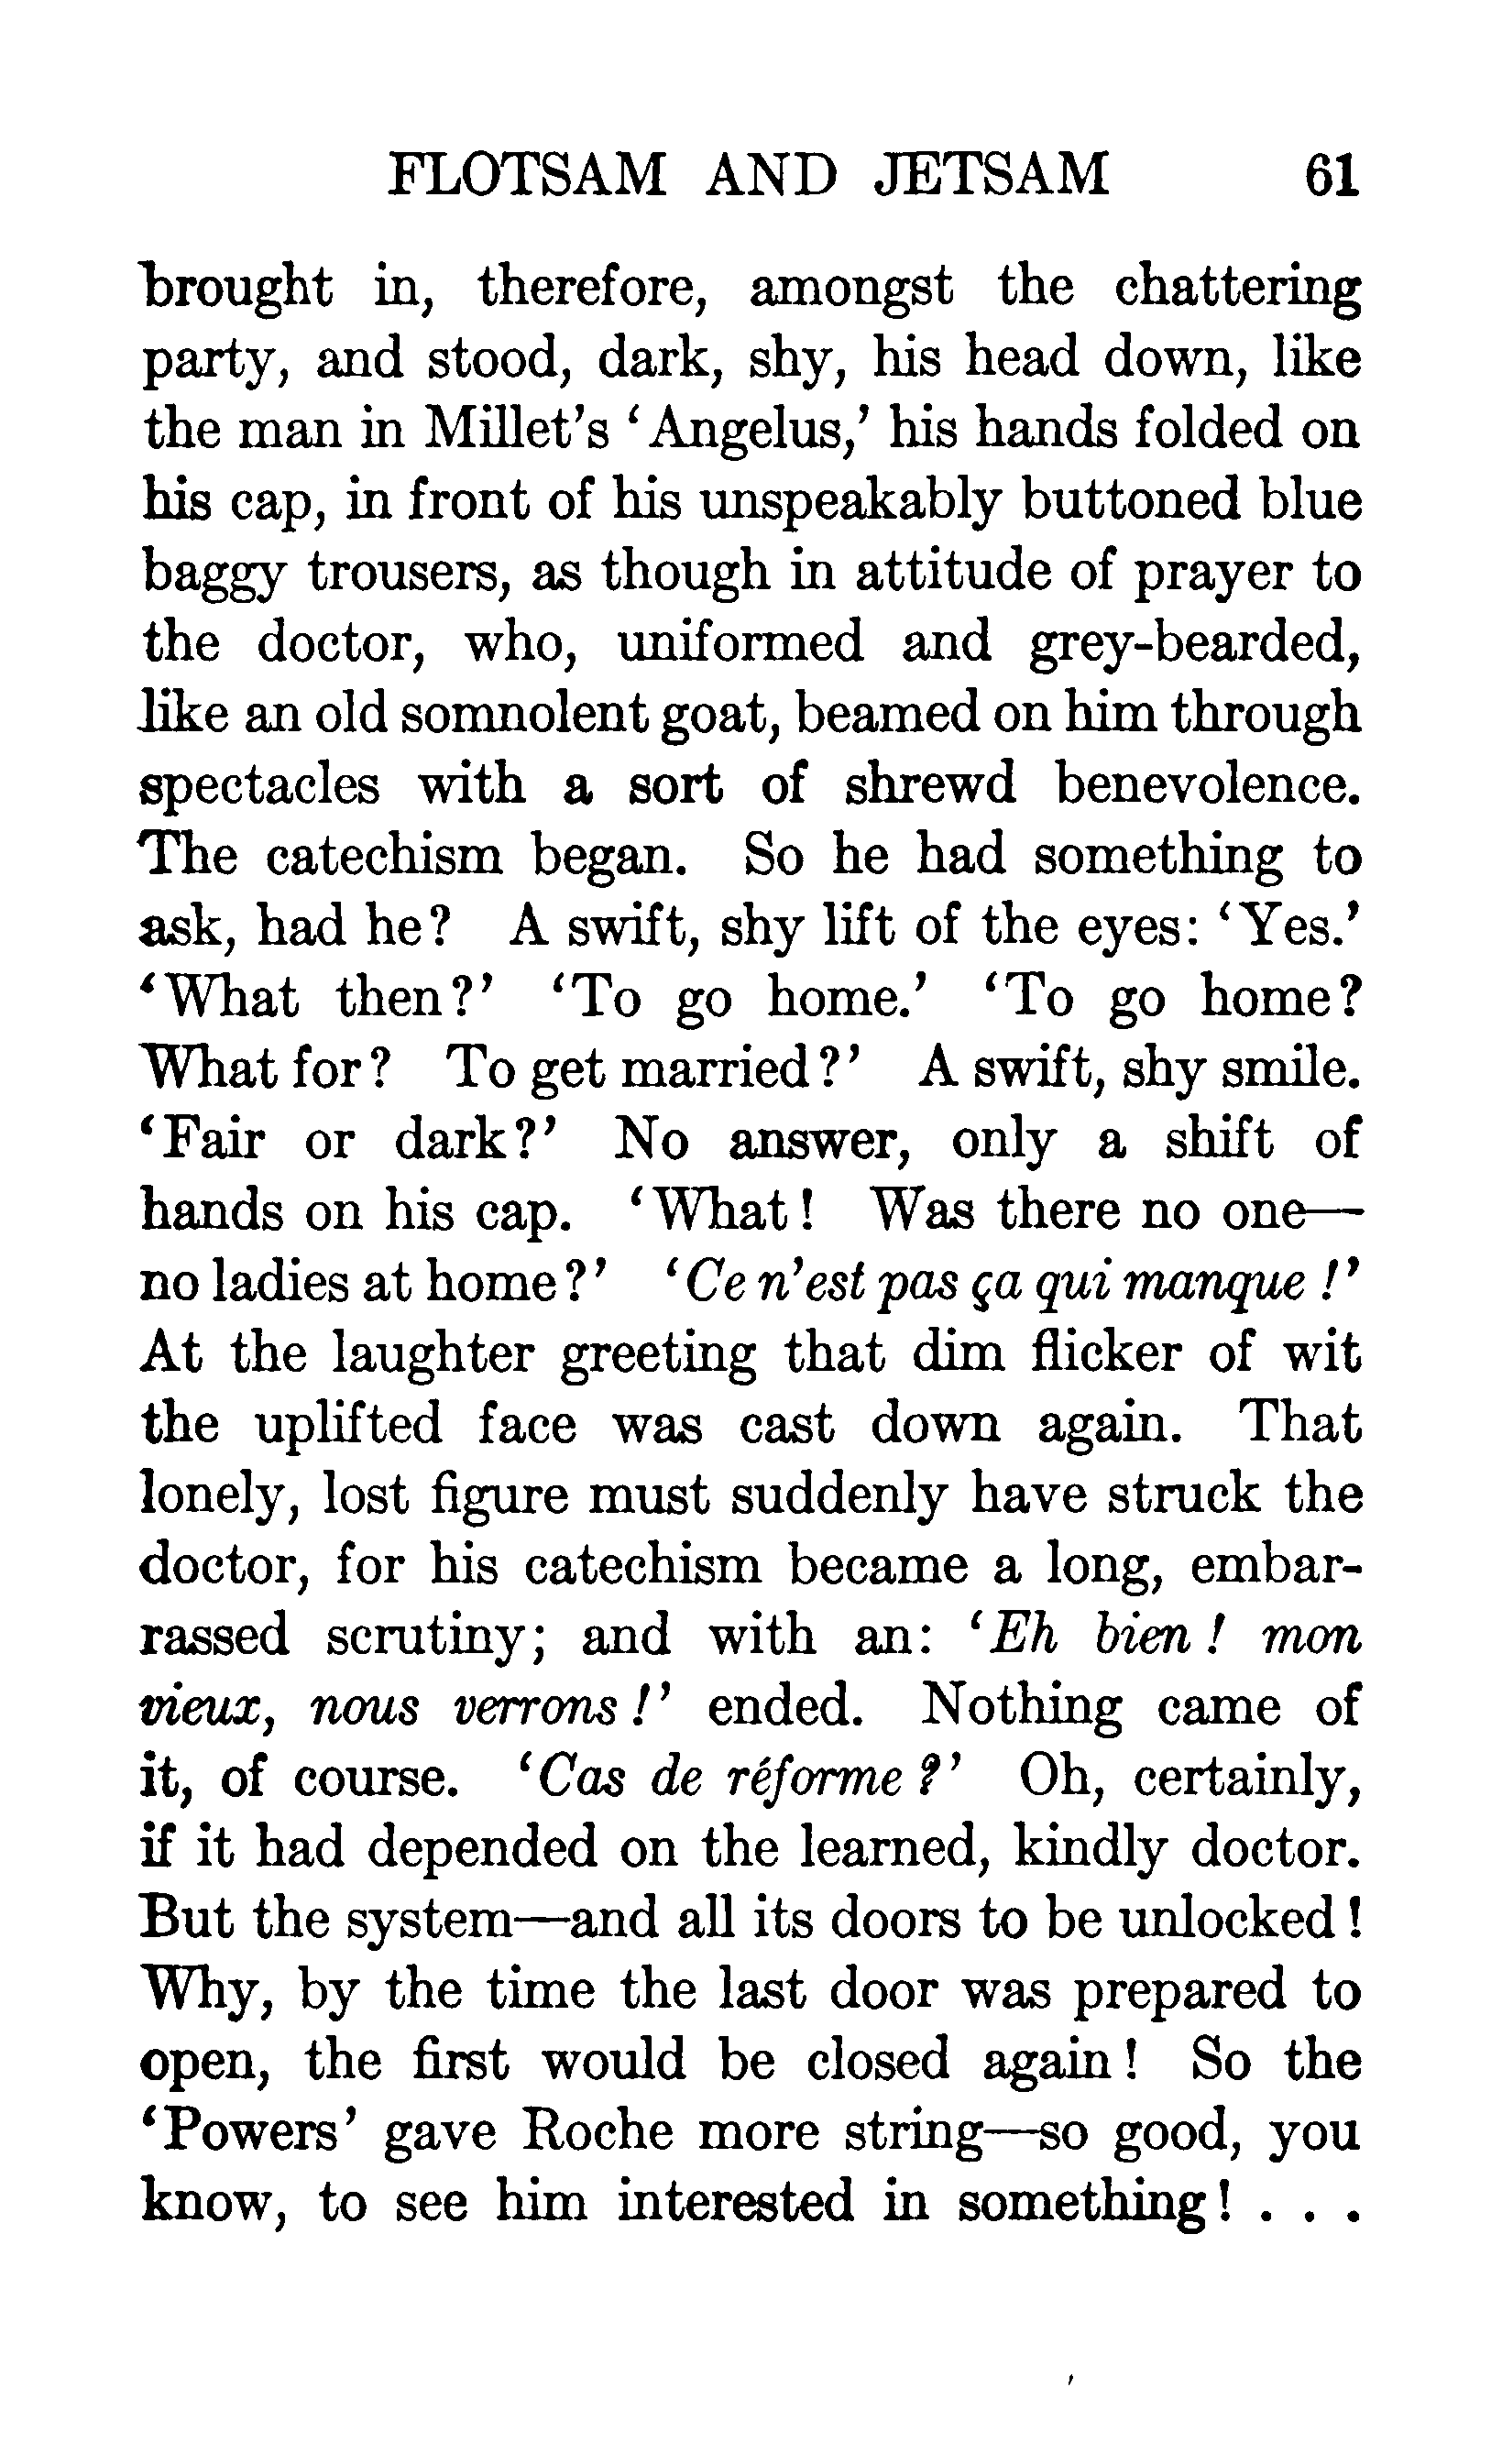 FLOTSAM AND JETSAM 61
brought in, therefore, amongst the chattering
party, and stood, dark, shy, his head down, like
the man in Millet's ‘Angelus,’ his hands folded on
his cap, in front of his unspeakably buttoned blue
baggy trousers, as though in attitude of prayer to
the doctor, who, uniformed and grey-bearded,
like an old somnolent goat, beamed on him through
spectacles with a sort of shrewd benevolence.
The catechism began. So he had something to
ask, had he? A swift, shy lift of the eyes: ‘Yes.’
‘What then?’ ‘To go home.’ ‘To go home?
What for? To get married?’ A swift, shy smile.
‘Fair or dark?’ No answer, only a shift of
hands on his cap. ‘What! Was there no one—
no ladies at home?’ ‘Ce n'est pas ça qui manque!’
At the laughter greeting that dim flicker of wit
the uplifted face was cast down again. That
lonely, lost figure must suddenly have struck the
doctor, for his catechism became a long, embar-
rassed scrutiny; and with an: ‘Eh bien! mon
vieux, nous verrons!’ ended. Nothing came of
it, of course. ‘Cas de réforme?’ Oh, certainly,
if it had depended on the learned, kindly doctor.
But the system—and all its doors to be unlocked!
Why, by the time the last door was prepared to
open, the first would be closed again! So the
‘Powers’ gave Roche more string—so good, you
know, to see him interested in something! . . .